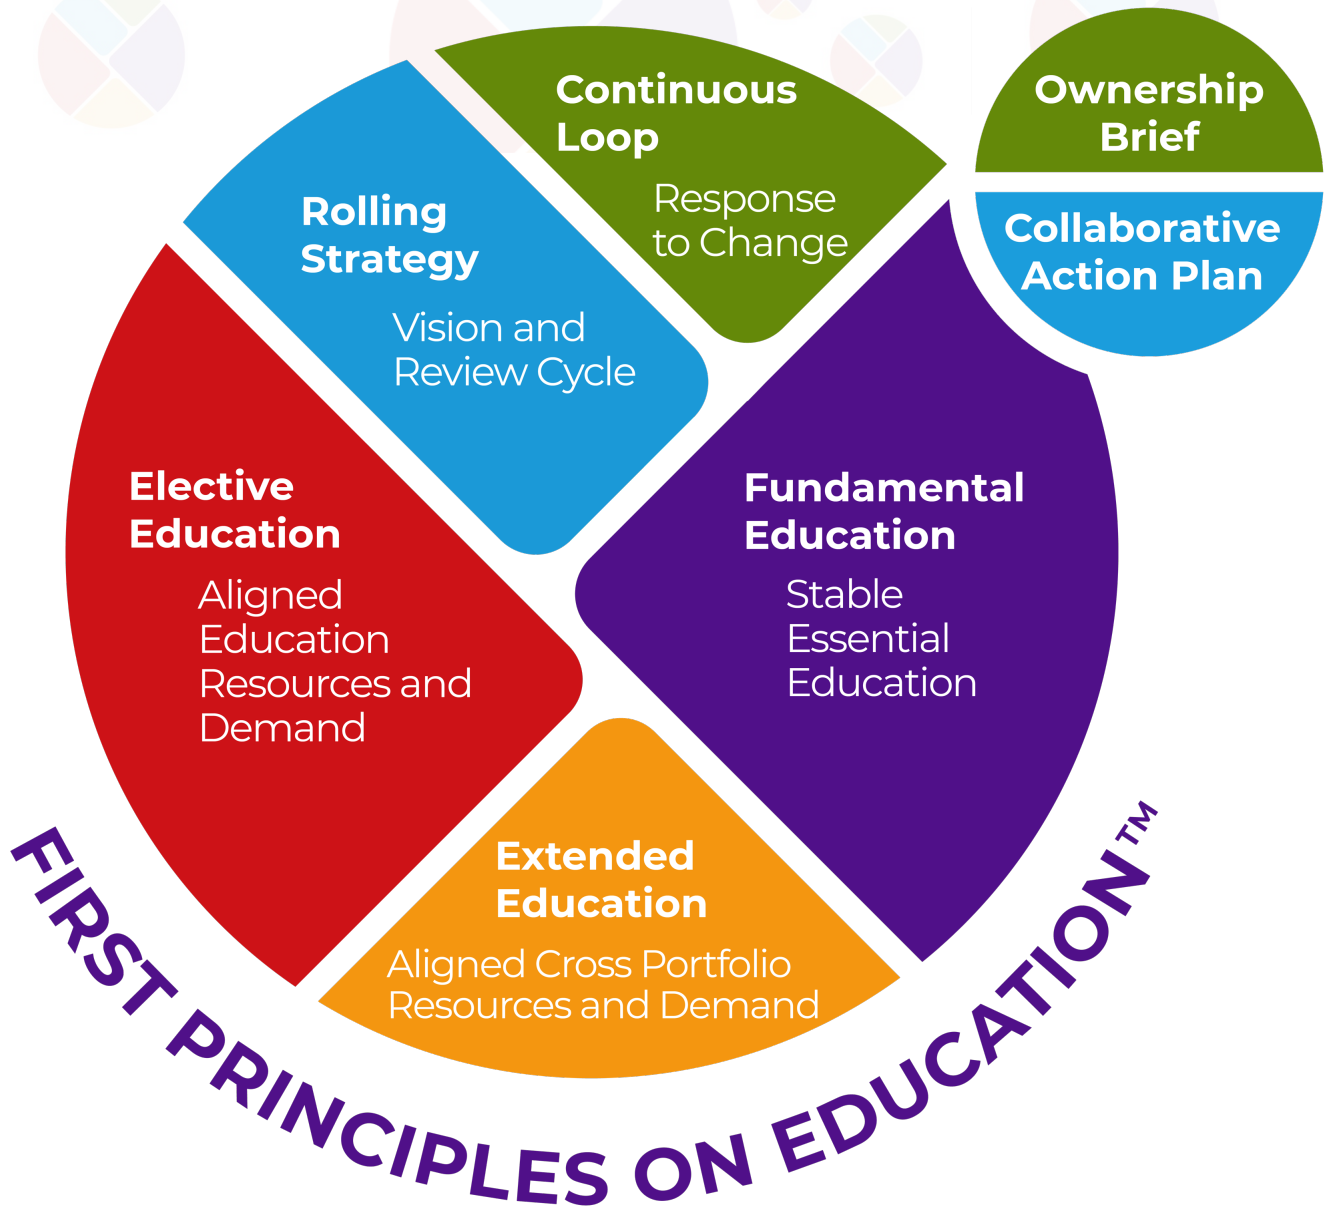 Continuous
Loop
Response
to Change
Ownership
Brief
Collaborative
Action Plan
Rolling
Strategy
Vision and
Review Cycle
Elective
Education
Aligned
Education
Resources and
Demand
Fundamental
Education
Stable
Essential
Education
Extended
Education
Aligned Cross Portfolio
Resources and Demand
FIRST PRINCIPLES ON EDUCATION™